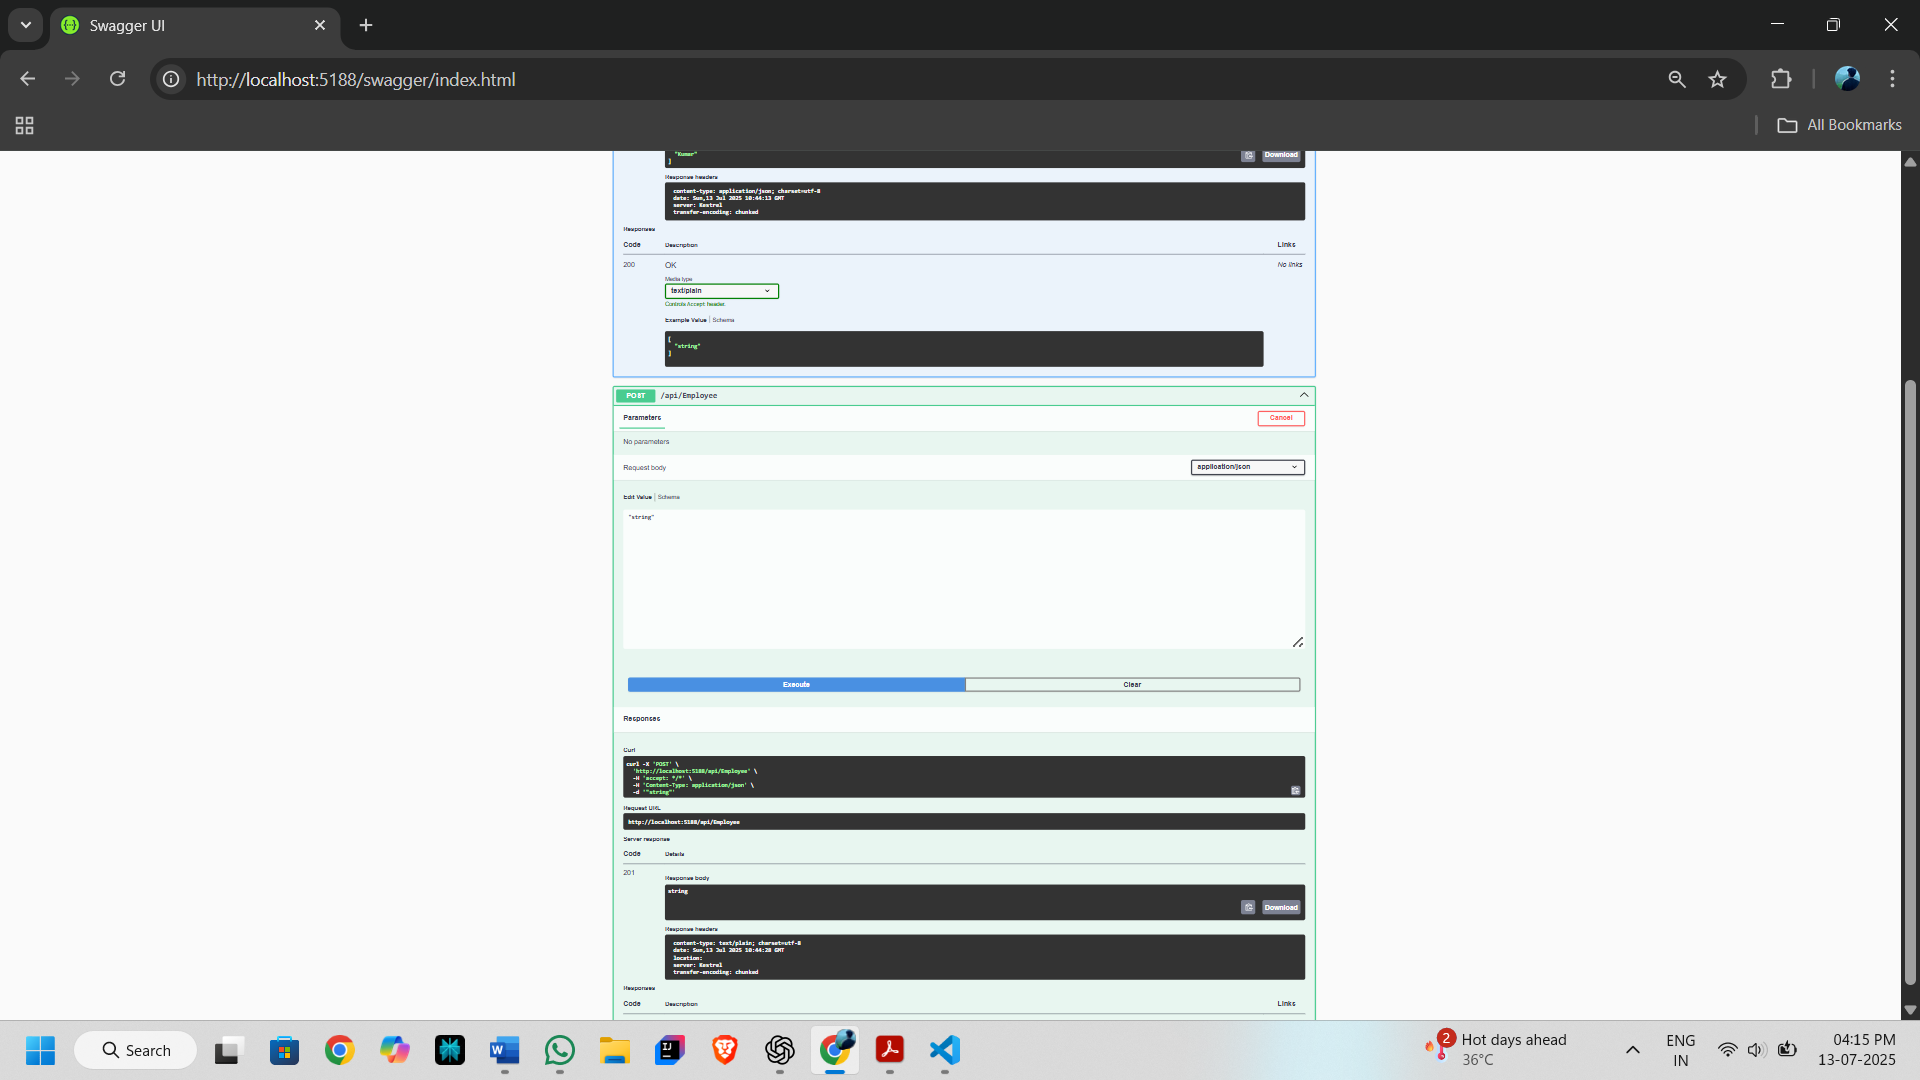 Swagger UI
http://localhost:5188/swagger/index.html
All Bookmarks
"Kumar"
]
Download
Response headers
content-type: application/json; charset=utf-8
date: Sun,13 Jul 2025 10:44:13 GMT
server: Kestrel
transfer-encoding: chunked
Responses
Code Description Links
200 OK No links
Media type
text/plain
Controls Accept header.
Example Value | Schema
[
"string"
]
POST /api/Employee
Parameters Cancel
No parameters
Request body application/json
Edit Value | Schema
"string"
Execute Clear
Responses
Curl
curl -X 'POST' \
'http://localhost:5188/api/Employee' \
-H 'accept: */*' \
-H 'Content-Type: application/json' \
-d '"string"'
Request URL
http://localhost:5188/api/Employee
Server response
Code Details
201
Response body
string
Download
Response headers
content-type: text/plain; charset=utf-8
date: Sun,13 Jul 2025 10:44:28 GMT
location:
server: Kestrel
transfer-encoding: chunked
Responses
Code Description Links
Search
2
Hot days ahead
36°C
ENG
IN
04:15 PM
13-07-2025